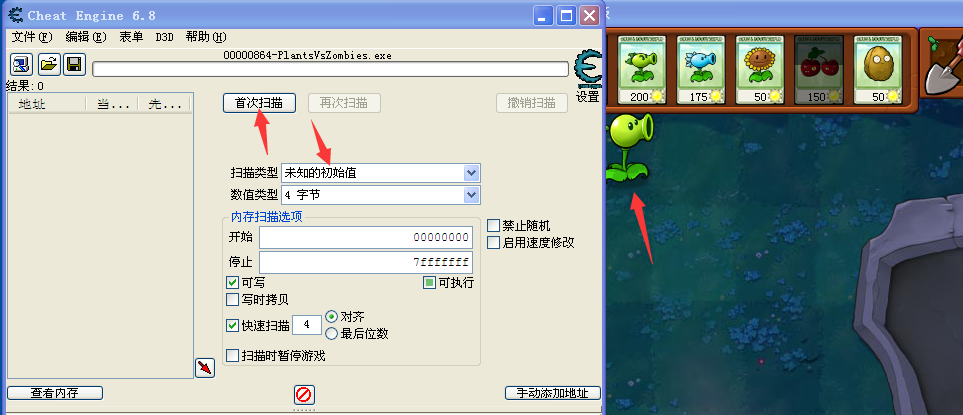 Cheat Engine 6.8
文件(F) 编辑(E) 表单 D3D 帮助(H)
00000864-PlantsVsZombies.exe
设置
结果:0
地址 当... 先...
首次扫描 再次扫描 撤销扫描
扫描类型 未知的初始值
数值类型 4 字节
内存扫描选项
开始 00000000
停止 7fffffff
可写 可执行
写时拷贝
快速扫描 4 对齐
最后位数
扫描时暂停游戏
禁止随机
启用速度修改
查看内存 手动添加地址
200 175 50 150 50